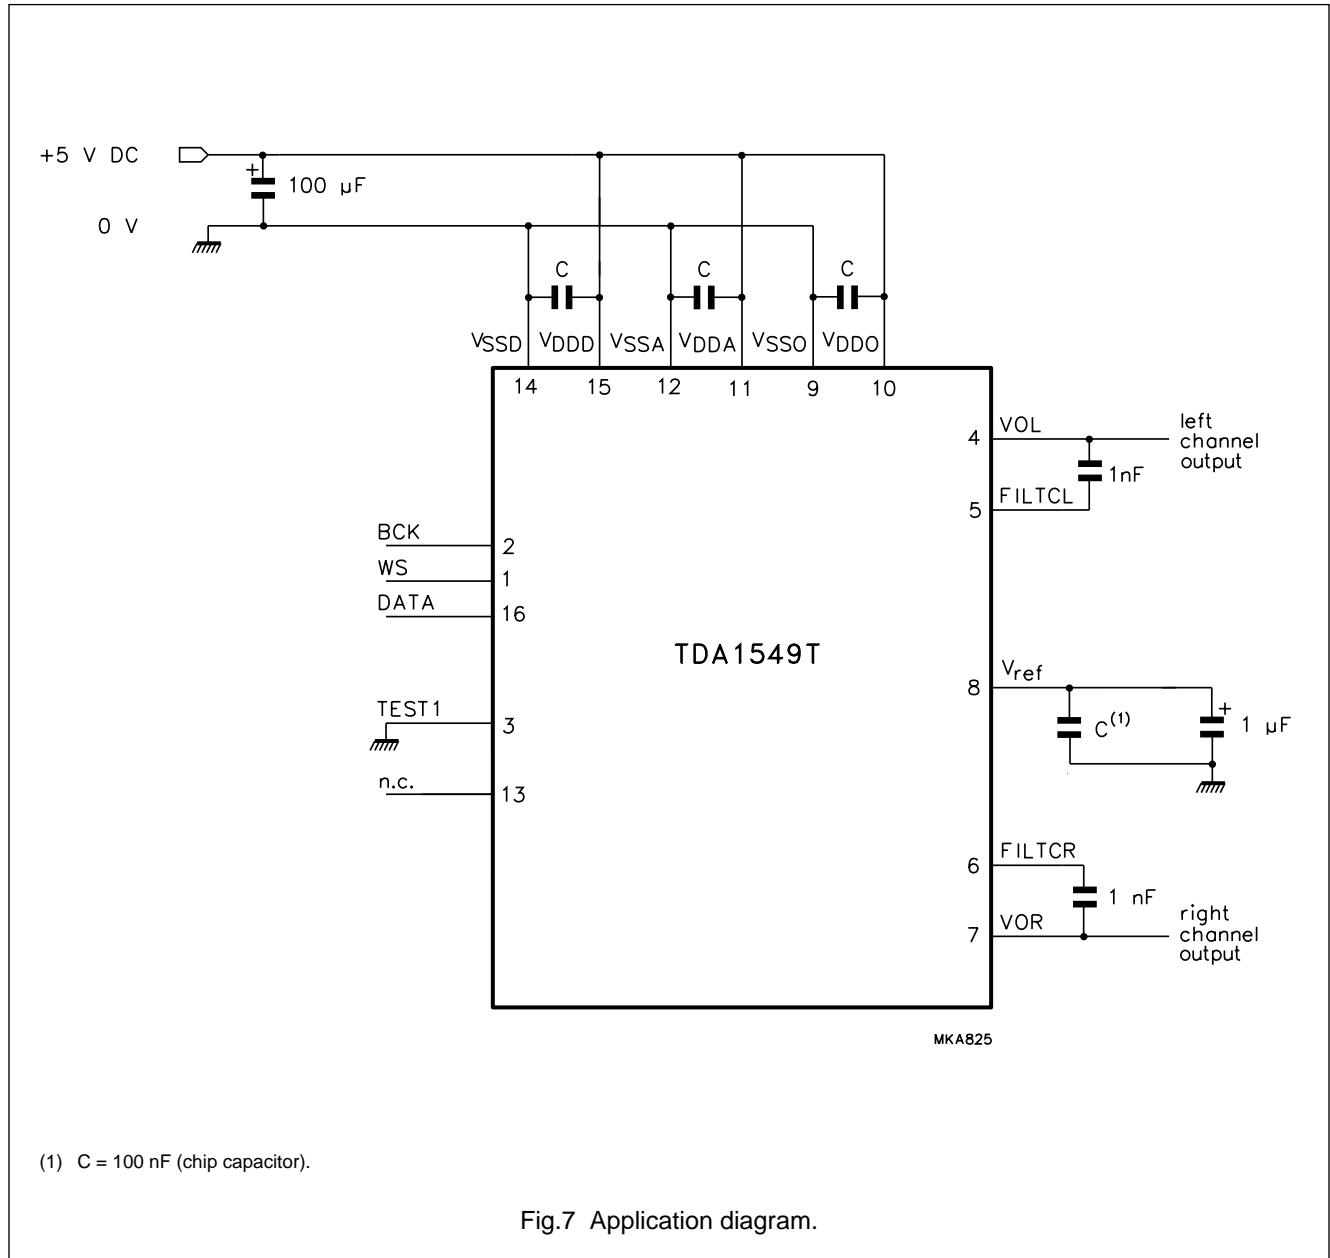 +5 V DC
+
100 µF
0 V
C
C
C
VSSD VDDD VSSA VDDA VSSO VDDO
14 15 12 11 9 10
4 VOL
left
channel
output
1nF
5 FILTCL
BCK
2
WS
1
DATA
16
TDA1549T
8 Vref
+
C(1)
1 µF
TEST1
3
n.c.
13
6 FILTCR
1 nF
7 VOR
right
channel
output
MKA825
(1) C = 100 nF (chip capacitor).
Fig.7 Application diagram.